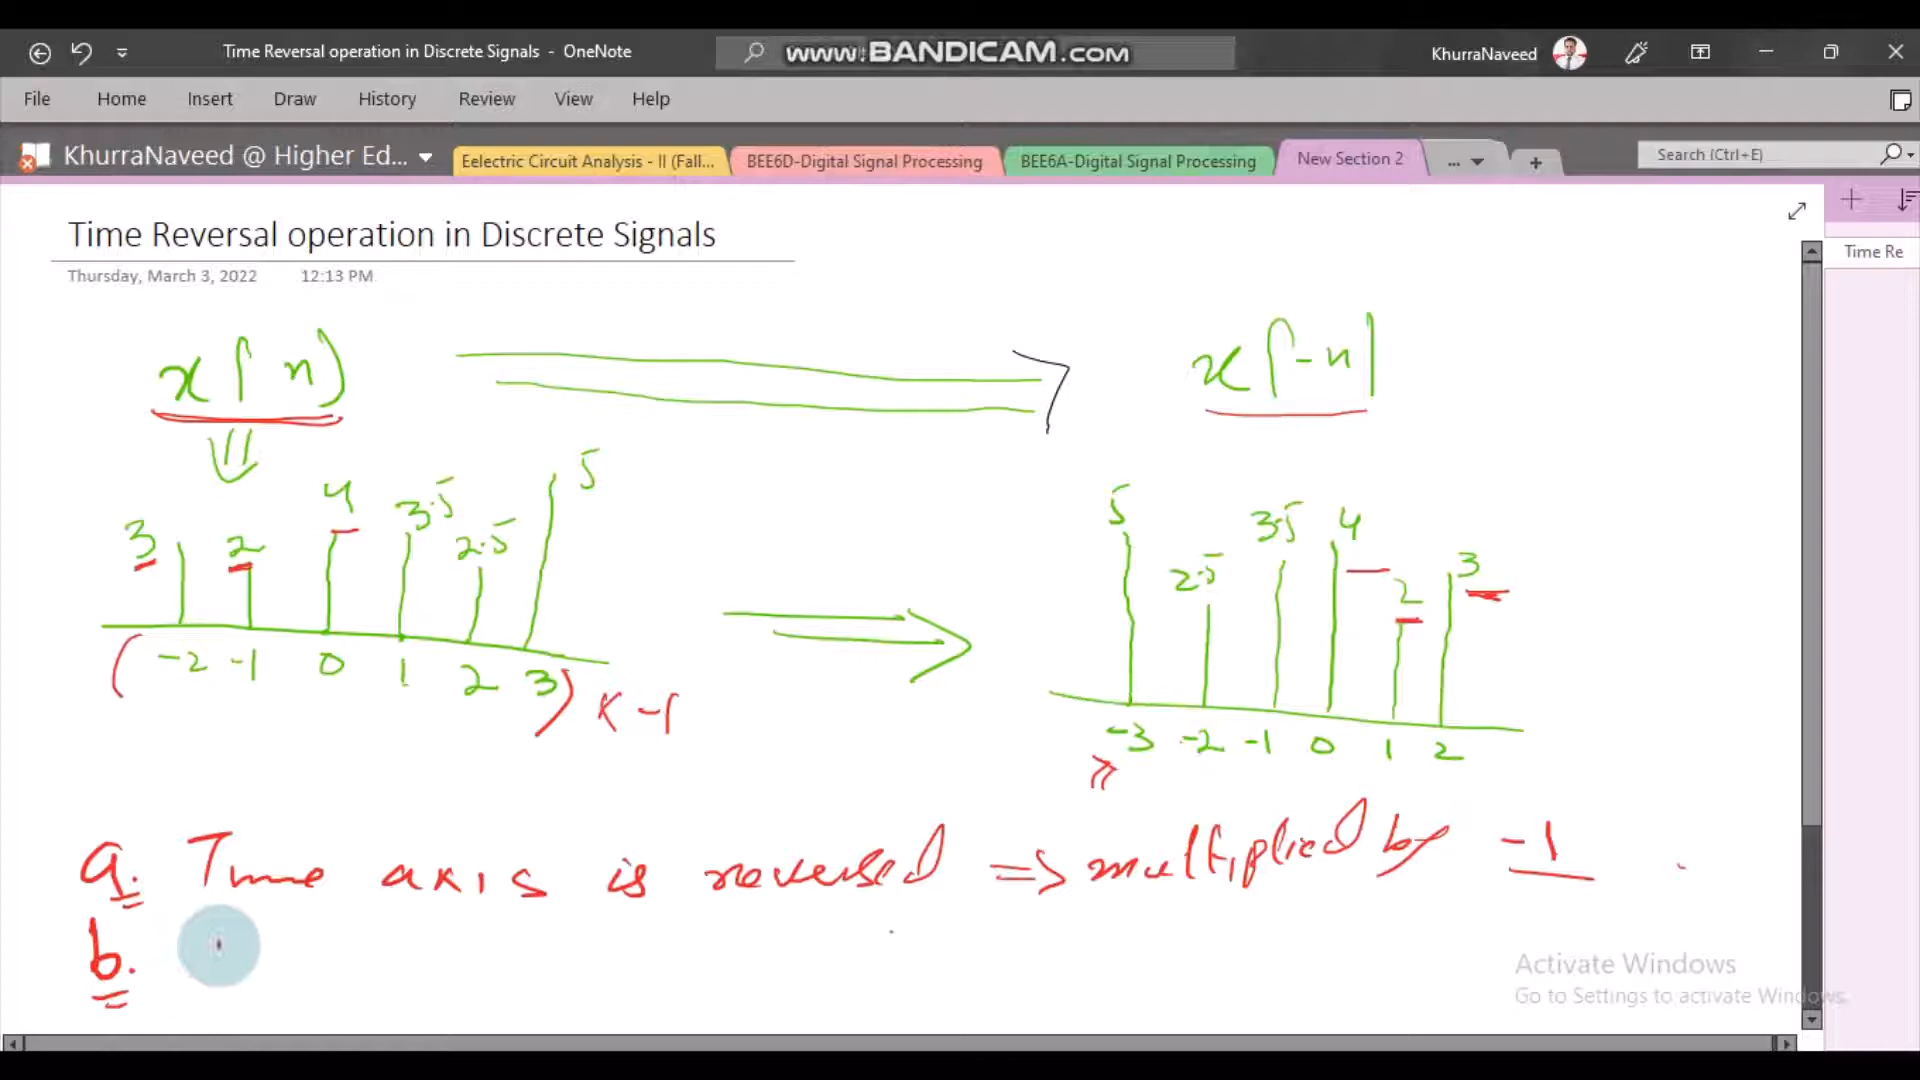 Time Reversal operation in Discrete Signals - OneNote
www.BANDICAM.com
KhurraNaveed
File Home Insert Draw History Review View Help
KhurraNaveed @ Higher Ed...
Eelectric Circuit Analysis - II (Fall...
BEE6D-Digital Signal Processing
BEE6A-Digital Signal Processing
New Section 2
...
Search (Ctrl+E)
Time Reversal operation in Discrete Signals
Thursday, March 3, 2022 12:13 PM
Time Re
x[n) x[-n]
3 2 4 3.5 2.5 5
5 2.5 3.5 4 2 3
(-2 -1 0 1 2 3) x -1
-3 -2 -1 0 1 2
a. Time axis is reversed => multiplied by -1
b.
Activate Windows
Go to Settings to activate Windows.